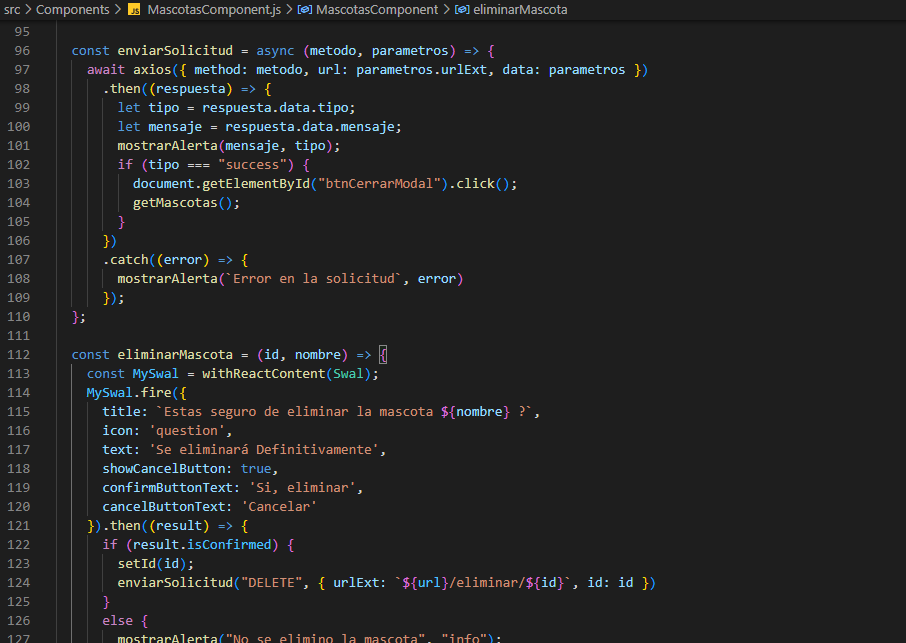 src > Components > JS MascotasComponent.js > MascotasComponent > eliminarMascota
95
96 const enviarSolicitud = async (metodo, parametros) => {
97 await axios({ method: metodo, url: parametros.urlExt, data: parametros })
98 .then((respuesta) => {
99 let tipo = respuesta.data.tipo;
100 let mensaje = respuesta.data.mensaje;
101 mostrarAlerta(mensaje, tipo);
102 if (tipo === "success") {
103 document.getElementById("btnCerrarModal").click();
104 getMascotas();
105 }
106 })
107 .catch((error) => {
108 mostrarAlerta(`Error en la solicitud`, error)
109 });
110 };
111
112 const eliminarMascota = (id, nombre) => {
113 const MySwal = withReactContent(Swal);
114 MySwal.fire({
115 title: `Estas seguro de eliminar la mascota ${nombre} ?`,
116 icon: 'question',
117 text: 'Se eliminará Definitivamente',
118 showCancelButton: true,
119 confirmButtonText: 'Si, eliminar',
120 cancelButtonText: 'Cancelar'
121 }).then((result) => {
122 if (result.isConfirmed) {
123 setId(id);
124 enviarSolicitud("DELETE", { urlExt: `${url}/eliminar/${id}`, id: id })
125 }
126 else {
127 mostrarAlerta("No se elimino la mascota", "info");